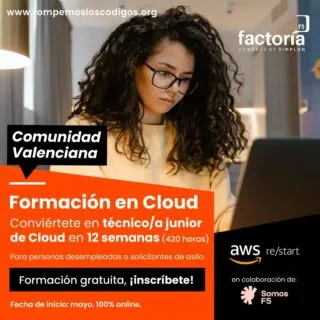 www.rompemosloscodigos.org
factoría
F5
POWERED BY SIMPLON
Comunidad
Valenciana
Formación en Cloud
Conviértete en técnico/a junior
de Cloud en 12 semanas (420 horas)
Para personas desempleadas o solicitantes de asilo
Formación gratuita, ¡inscríbete!
Fecha de inicio: mayo. 100% online.
aws re/start
en colaboración de:
Somos
F5